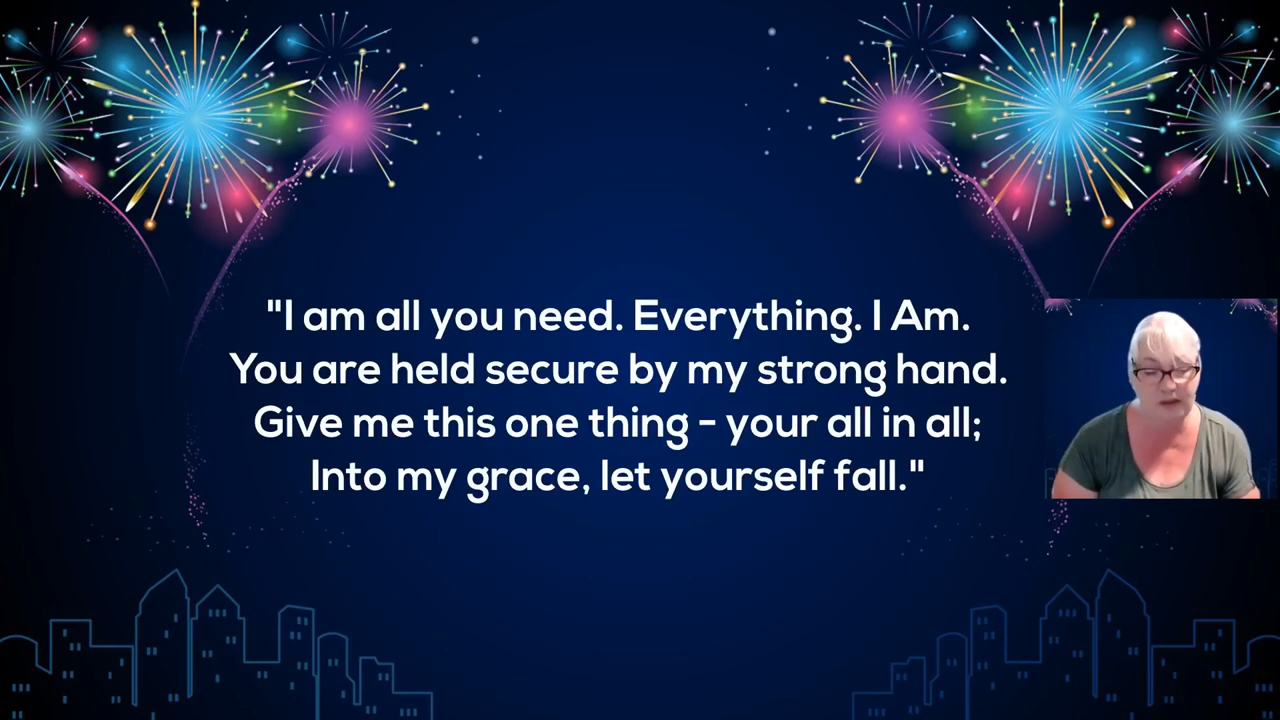 "I am all you need. Everything. I Am.
You are held secure by my strong hand.
Give me this one thing - your all in all;
Into my grace, let yourself fall."